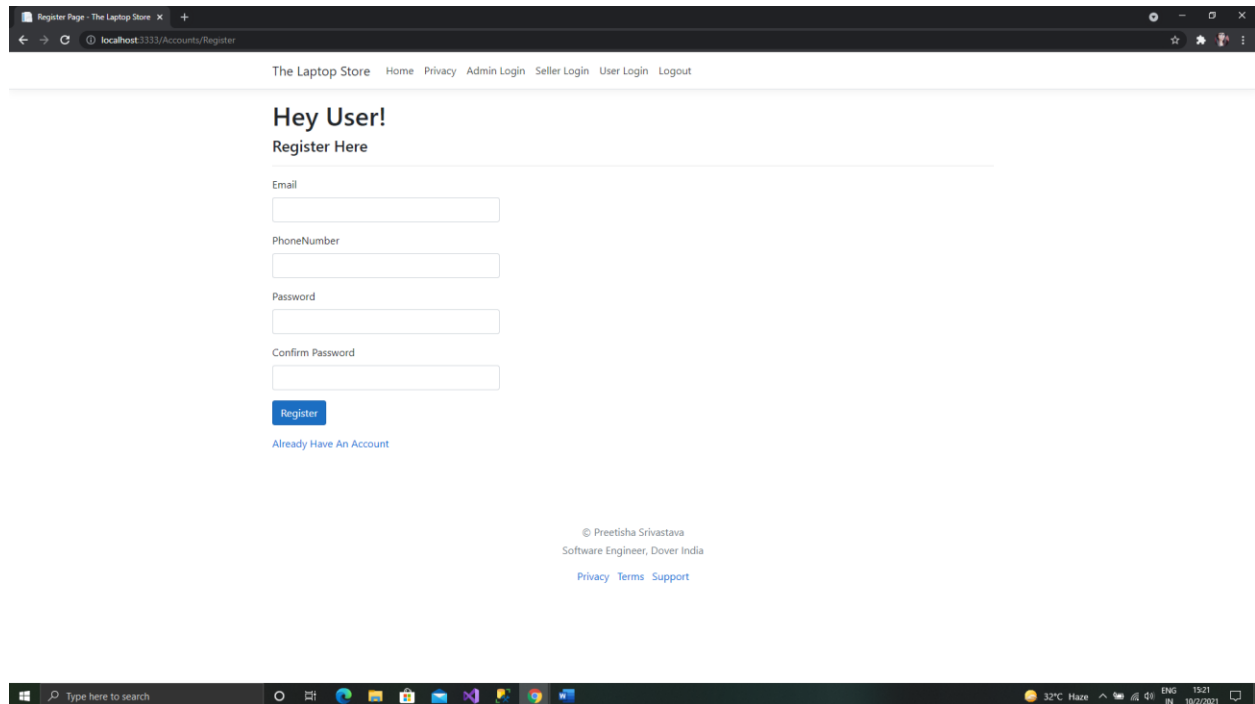 Register Page - The Laptop Store
localhost:3333/Accounts/Register
The Laptop Store Home Privacy Admin Login Seller Login User Login Logout
Hey User!
Register Here
Email
PhoneNumber
Password
Confirm Password
Register
Already Have An Account
© Preetisha Srivastava
Software Engineer, Dover India
Privacy Terms Support
Type here to search
32°C Haze
ENG
IN
15:21
10/2/2021